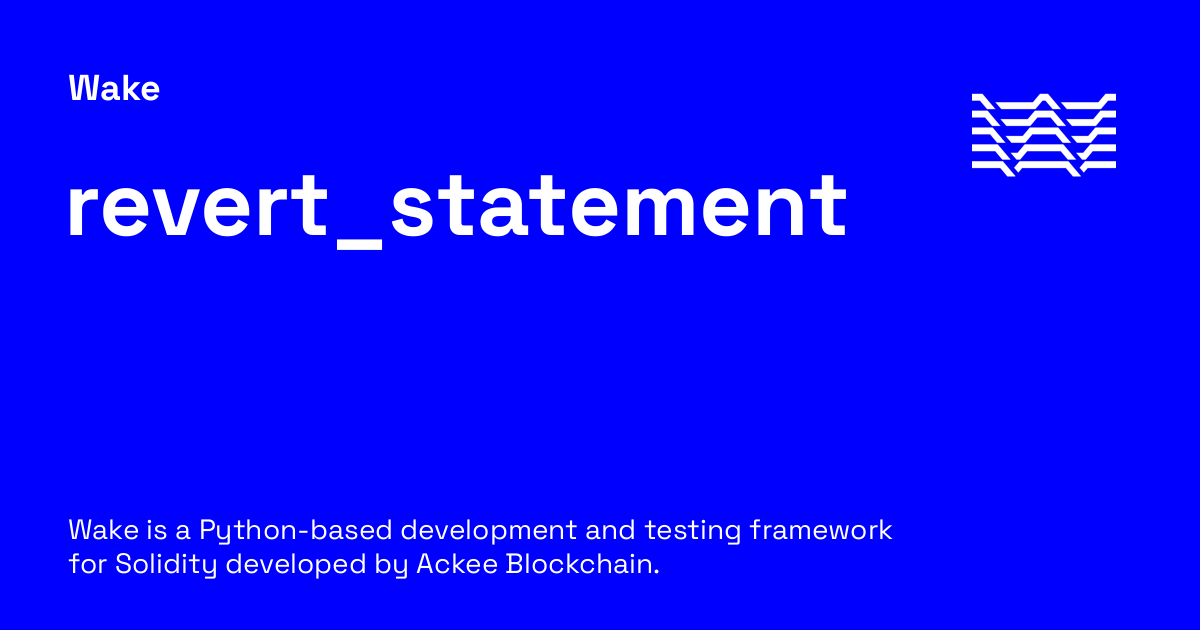 Wake
revert_statement
Wake is a Python-based development and testing framework
for Solidity developed by Ackee Blockchain.